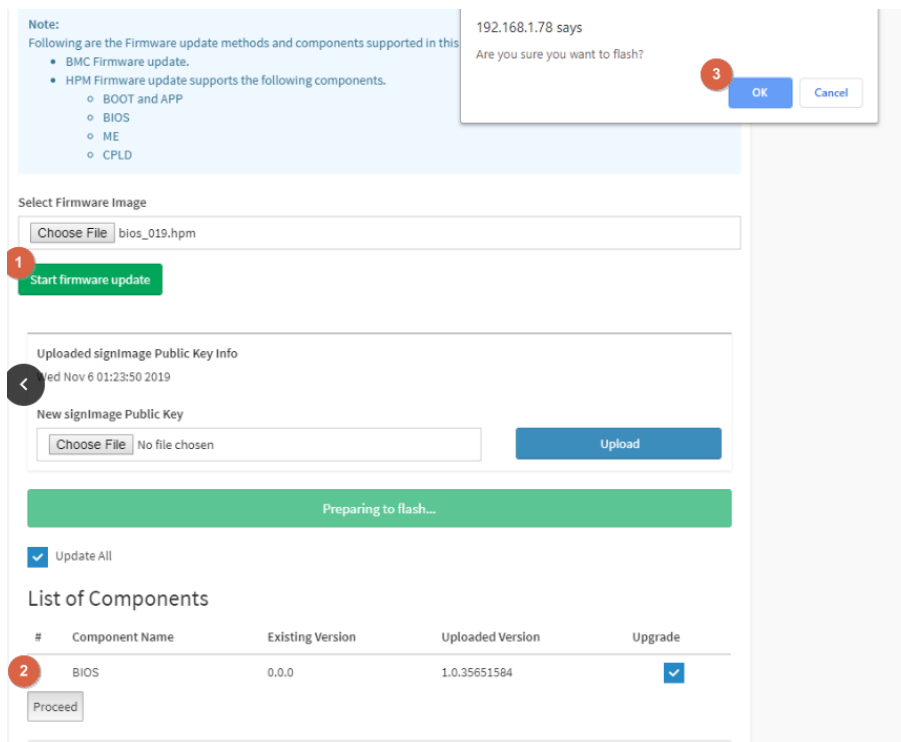 Note:
Following are the Firmware update methods and components supported in this
BMC Firmware update.
HPM Firmware update supports the following components.
BOOT and APP
BIOS
ME
CPLD
192.168.1.78 says
Are you sure you want to flash?
3
OK Cancel
Select Firmware Image
Choose File bios_019.hpm
1
Start firmware update
Uploaded signImage Public Key Info
Wed Nov 6 01:23:50 2019
New signImage Public Key
Choose File No file chosen Upload
Preparing to flash...
Update All
List of Components
# Component Name Existing Version Uploaded Version Upgrade
2 BIOS 0.0.0 1.0.35651584
Proceed